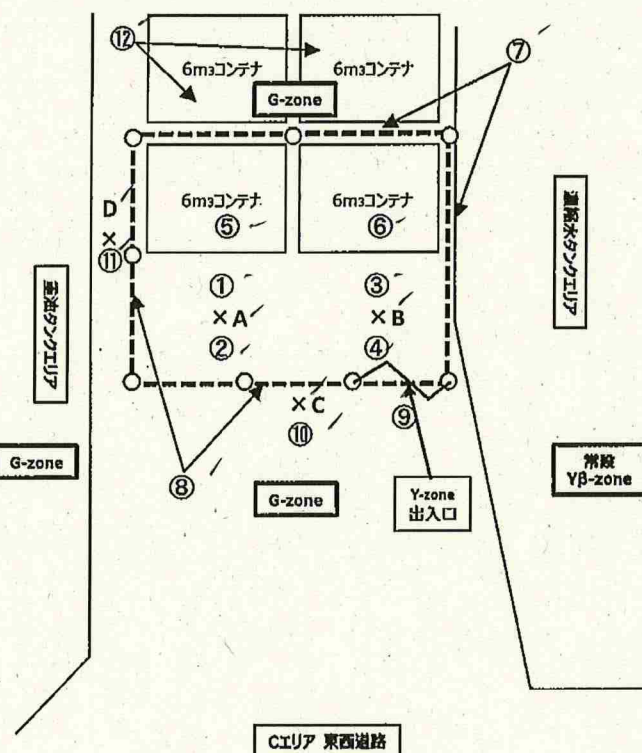 ⑫
6m3コンテナ
6m3コンテナ
⑦
G-zone
D
×
⑪
6m3コンテナ
⑤
6m3コンテナ
⑥
濃縮水タンクエリア
重油タンクエリア
①
×A
②
③
×B
④
×C
⑩
⑨
G-zone
⑧
G-zone
Y-zone
出入口
常設
Yβ-zone
Cエリア 東西道路